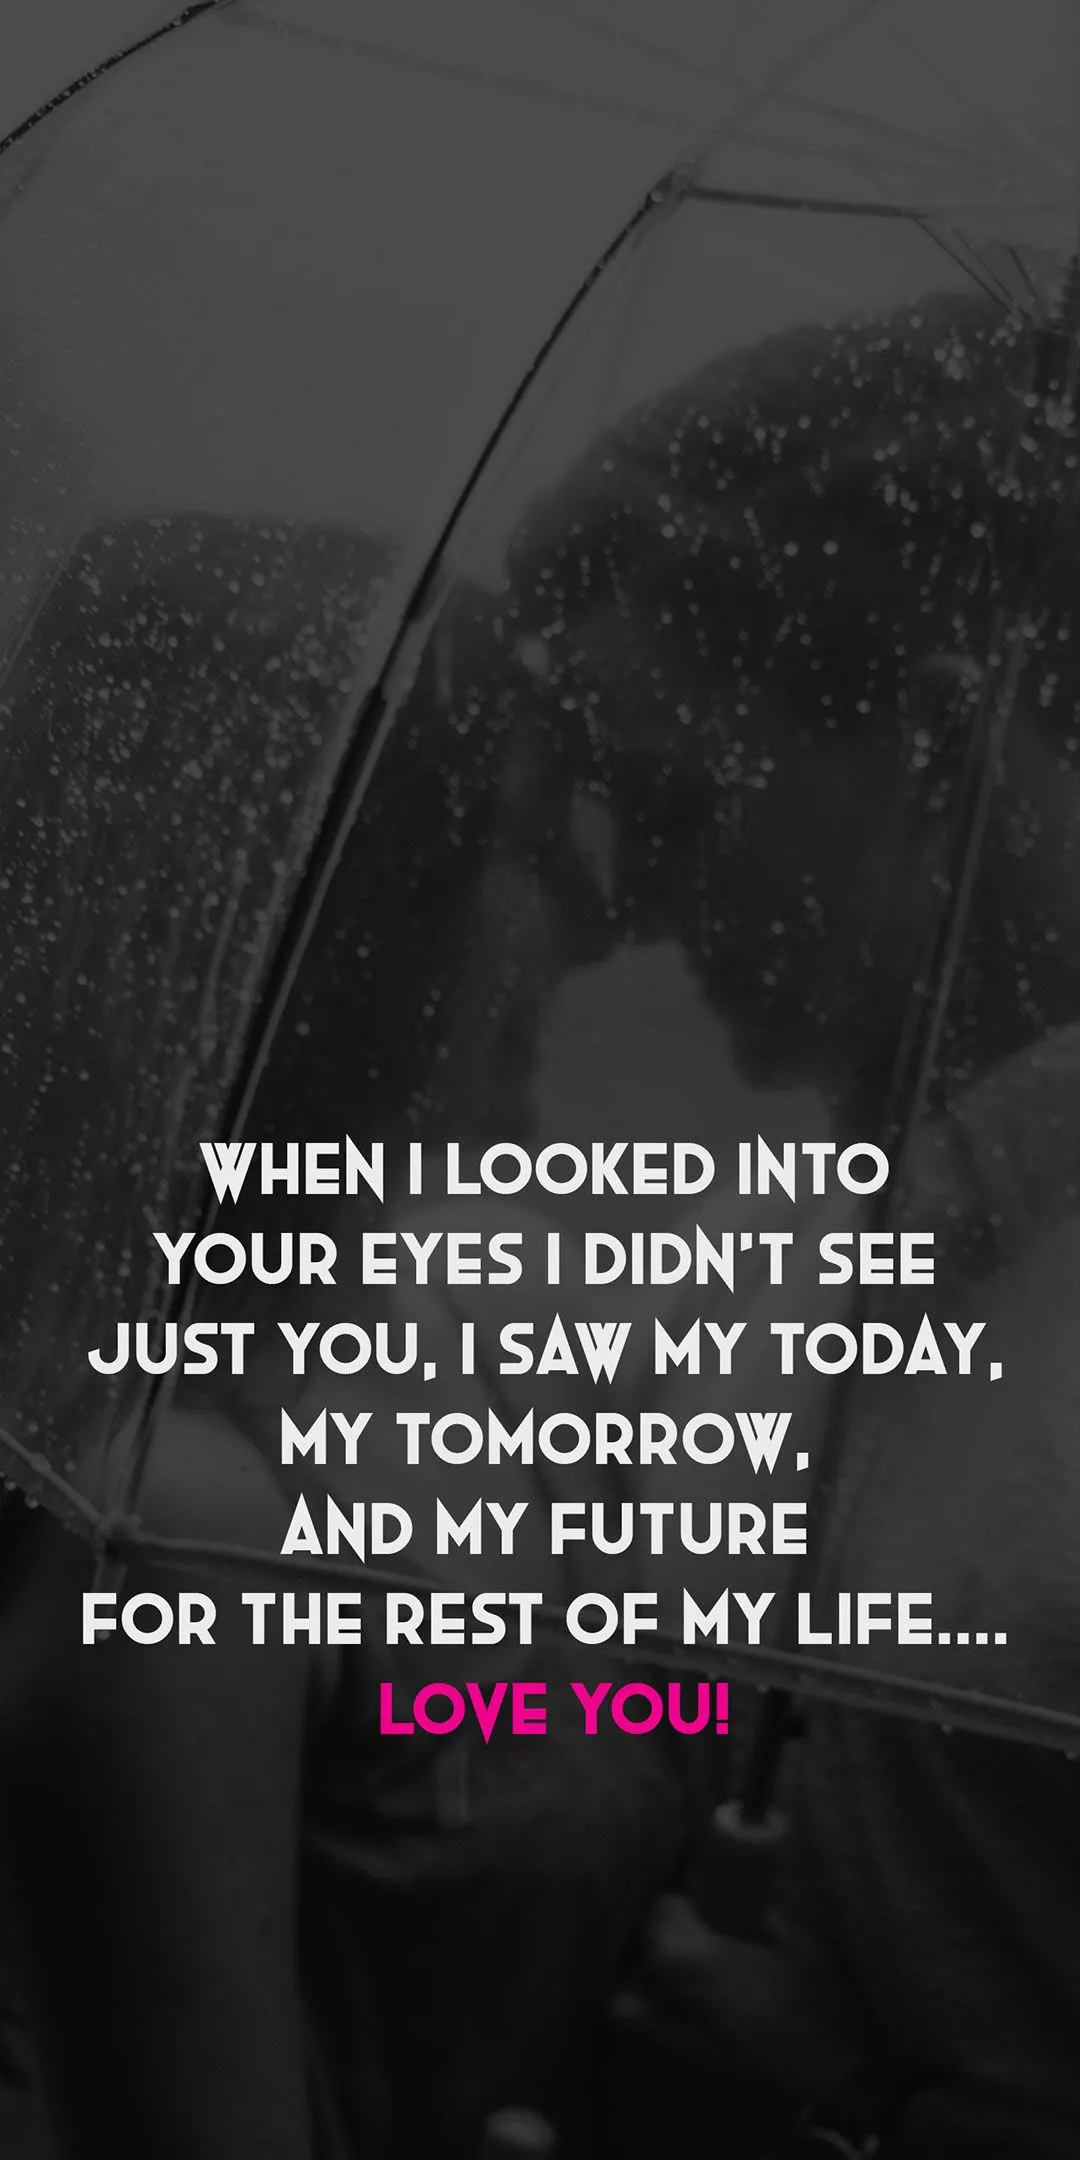 WHEN I LOOKED INTO
YOUR EYES I DIDN'T SEE
JUST YOU, I SAW MY TODAY,
MY TOMORROW,
AND MY FUTURE
FOR THE REST OF MY LIFE....
LOVE YOU!